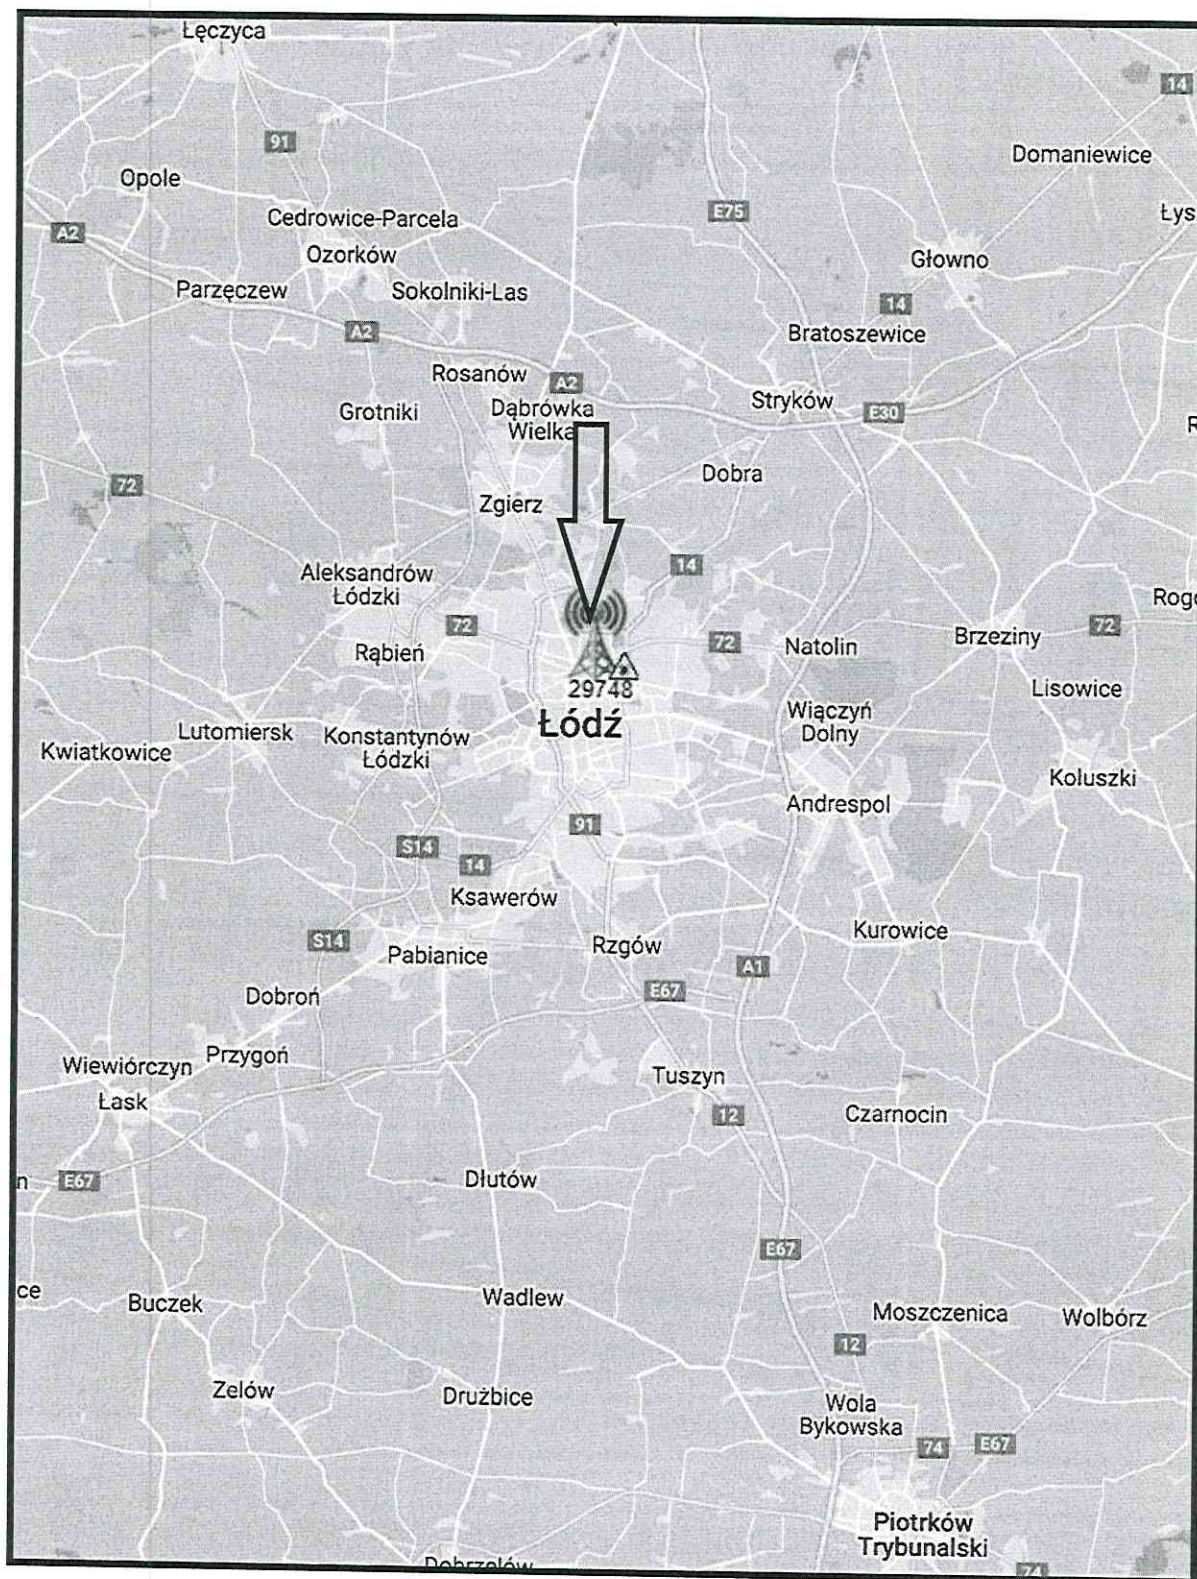 Łęczyca
14
91
Domaniewice
Opole
E75
Łys
Cedrowice-Parcela
A2
Ozorków
Głowno
Parzęczew
Sokolniki-Las
14
A2
Bratoszewice
Rosanów
A2
Stryków
Grotniki
Dąbrówka
Wielka
E30
R
72
Dobra
Zgierz
14
Aleksandrów
Łódzki
Rogo
72
72
72
Rąbień
Natolin
Brzeziny
29748
Lisowice
Łódź
Wiączyń
Dolny
Lutomiersk
Konstantynów
Łódzki
Kwiatkowice
Koluszki
Andrespol
91
S14
14
Ksawerów
Kurowice
S14
Pabianice
Rzgów
A1
E67
Dobroń
Wiewiórczyn
Przygoń
Tuszyn
Łask
12
Czarnocin
n
E67
Dłutów
E67
ce
Buczek
Wadlew
Moszczenica
Wolbórz
12
Zelów
Drużbice
Wola
Bykowska
74
E67
Piotrków
Trybunalski
Dobrzelów
74